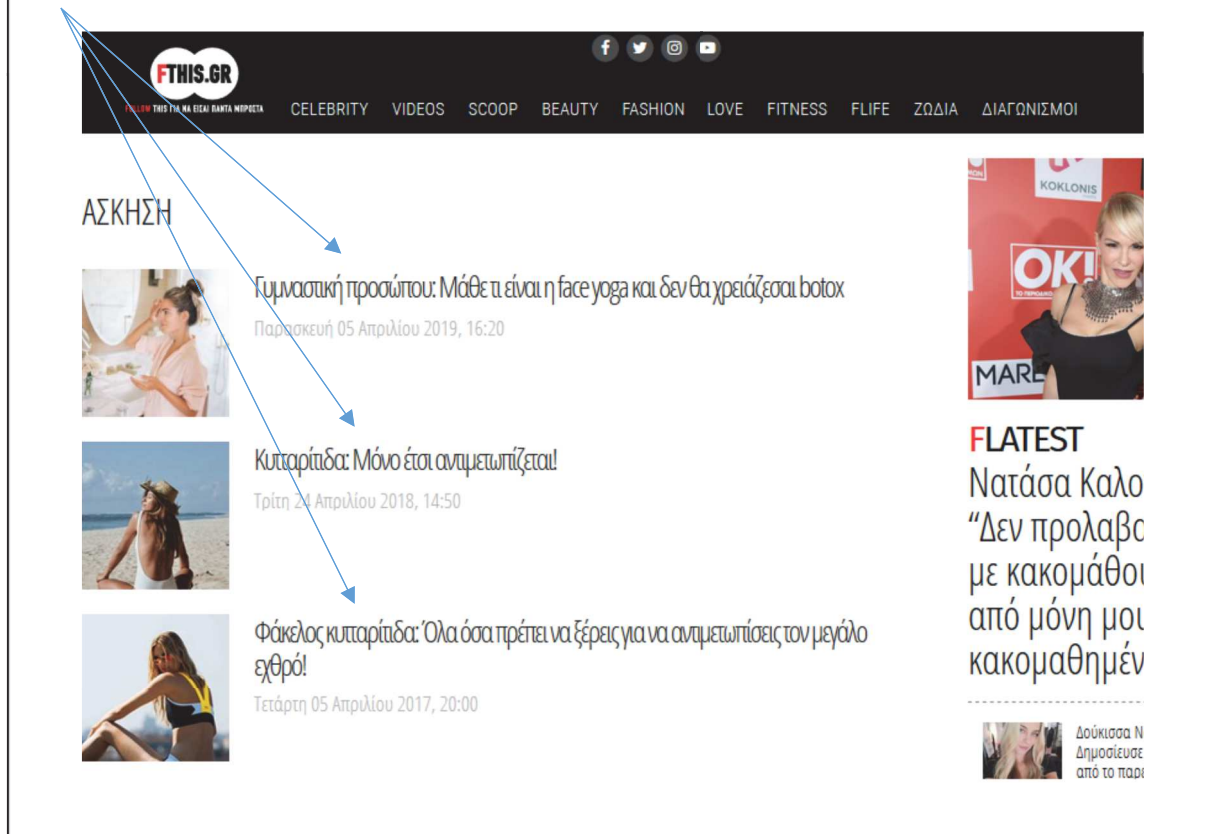 FTHIS.GR
FOLLOW THIS ΓΙΑ ΝΑ ΕΙΣΑΙ ΠΑΝΤΑ ΜΠΡΟΣΤΑ
CELEBRITY VIDEOS SCOOP BEAUTY FASHION LOVE FITNESS FLIFE ΖΩΔΙΑ ΔΙΑΓΩΝΙΣΜΟΙ
ΑΣΚΗΣΗ
Γυμναστική προσώπου: Μάθε τι είναι η face yoga και δεν θα χρειάζεσαι botox
Παρασκευή 05 Απριλίου 2019, 16:20
Κυτταρίτιδα: Μόνο έτσι αντιμετωπίζεται!
Τρίτη 24 Απριλίου 2018, 14:50
Φάκελος κυτταρίτιδα: Όλα όσα πρέπει να ξέρεις για να αντιμετωπίσεις τον μεγάλο
εχθρό!
Τετάρτη 05 Απριλίου 2017, 20:00
KOKLONIS
OK!
MARE
FLATEST
Νατάσα Καλο
“Δεν προλαβα
με κακομάθου
από μόνη μου
κακομαθημέν
Δούκισσα Ν
Δημοσίευσε
από το παρε